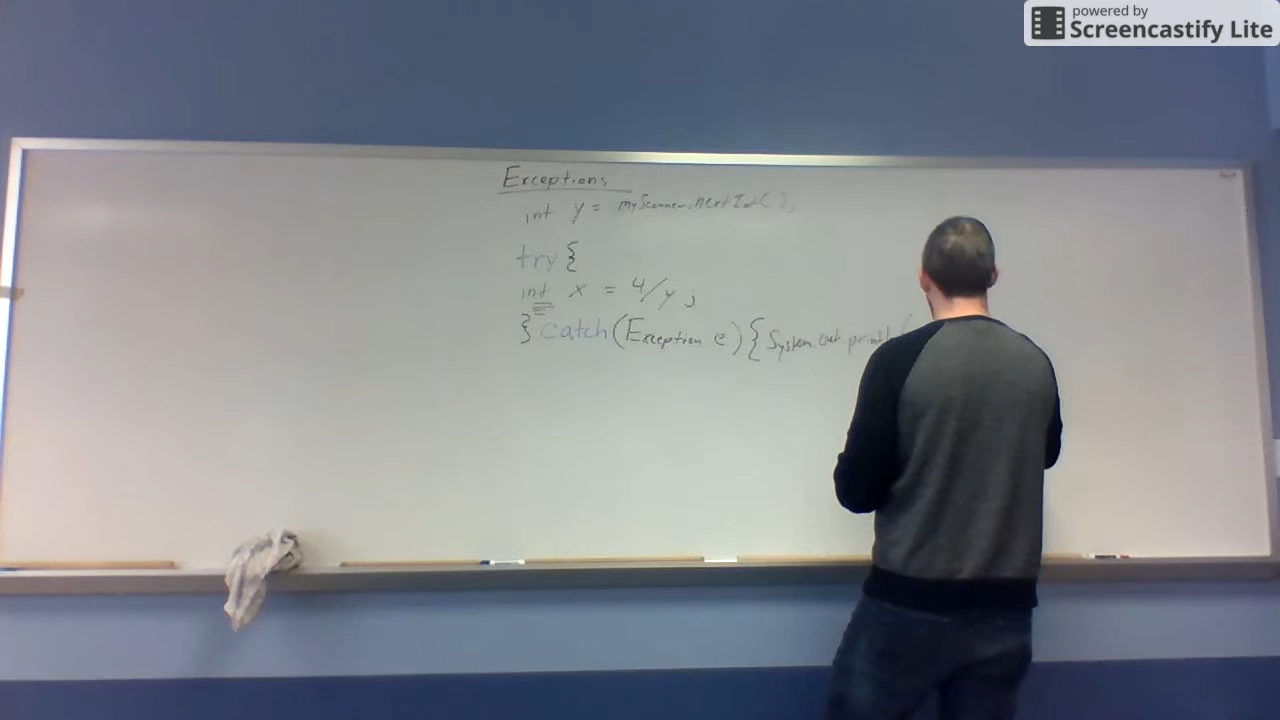 powered by
Screencastify Lite
Exceptions
int y = myScanner.nextInt();
try {
int x = 4/y ;
} catch (Exception e) { System.out.println(